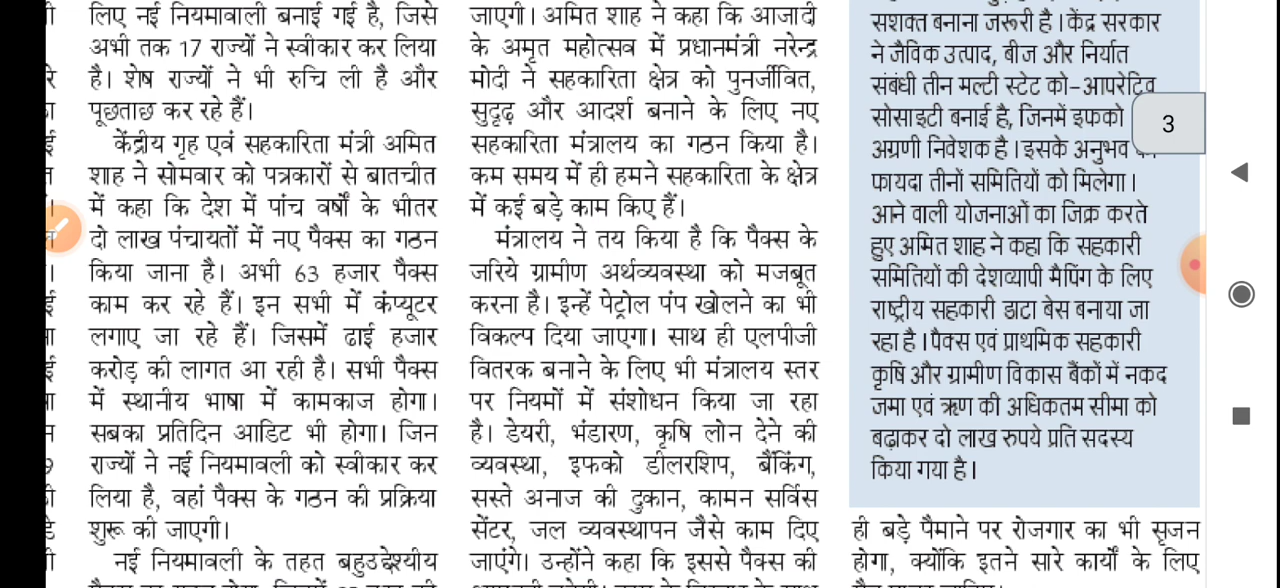 लिए नई नियमावली बनाई गई है, जिसे
अभी तक 17 राज्यों ने स्वीकार कर लिया
है। शेष राज्यों ने भी रुचि ली है और
पूछताछ कर रहे हैं।
केंद्रीय गृह एवं सहकारिता मंत्री अमित
शाह ने सोमवार को पत्रकारों से बातचीत
में कहा कि देश में पांच वर्षों के भीतर
दो लाख पंचायतों में नए पैक्स का गठन
किया जाना है। अभी 63 हजार पैक्स
काम कर रहे हैं। इन सभी में कंप्यूटर
लगाए जा रहे हैं। जिसमें ढाई हजार
करोड़ की लागत आ रही है। सभी पैक्स
में स्थानीय भाषा में कामकाज होगा।
सबका प्रतिदिन आडिट भी होगा। जिन
राज्यों ने नई नियमावली को स्वीकार कर
लिया है, वहां पैक्स के गठन की प्रक्रिया
शुरू की जाएगी।
नई नियमावली के तहत बहुउद्देश्यीय
जाएगी। अमित शाह ने कहा कि आजादी
के अमृत महोत्सव में प्रधानमंत्री नरेन्द्र
मोदी ने सहकारिता क्षेत्र को पुनर्जीवित,
सुदृढ़ और आदर्श बनाने के लिए नए
सहकारिता मंत्रालय का गठन किया है।
कम समय में ही हमने सहकारिता के क्षेत्र
में कई बड़े काम किए हैं।
मंत्रालय ने तय किया है कि पैक्स के
जरिये ग्रामीण अर्थव्यवस्था को मजबूत
करना है। इन्हें पेट्रोल पंप खोलने का भी
विकल्प दिया जाएगा। साथ ही एलपीजी
वितरक बनाने के लिए भी मंत्रालय स्तर
पर नियमों में संशोधन किया जा रहा
है। डेयरी, भंडारण, कृषि लोन देने की
व्यवस्था, इफको डीलरशिप, बैंकिंग,
सस्ते अनाज की दुकान, कामन सर्विस
सेंटर, जल व्यवस्थापन जैसे काम दिए
जाएंगे। उन्होंने कहा कि इससे पैक्स की
सशक्त बनाना जरूरी है। केंद्र सरकार
ने जैविक उत्पाद, बीज और निर्यात
संबंधी तीन मल्टी स्टेट को-आपरेटिव
सोसाइटी बनाई है, जिनमें इफको
अग्रणी निवेशक है। इसके अनुभव
फायदा तीनों समितियों को मिलेगा।
आने वाली योजनाओं का जिक्र करते
हुए अमित शाह ने कहा कि सहकारी
समितियों की देशव्यापी मैपिंग के लिए
राष्ट्रीय सहकारी डाटा बेस बनाया जा
रहा है। पैक्स एवं प्राथमिक सहकारी
कृषि और ग्रामीण विकास बैंकों में नकद
जमा एवं ऋण की अधिकतम सीमा को
बढ़ाकर दो लाख रुपये प्रति सदस्य
किया गया है।
ही बड़े पैमाने पर रोजगार का भी सृजन
होगा, क्योंकि इतने सारे कार्यों के लिए
3